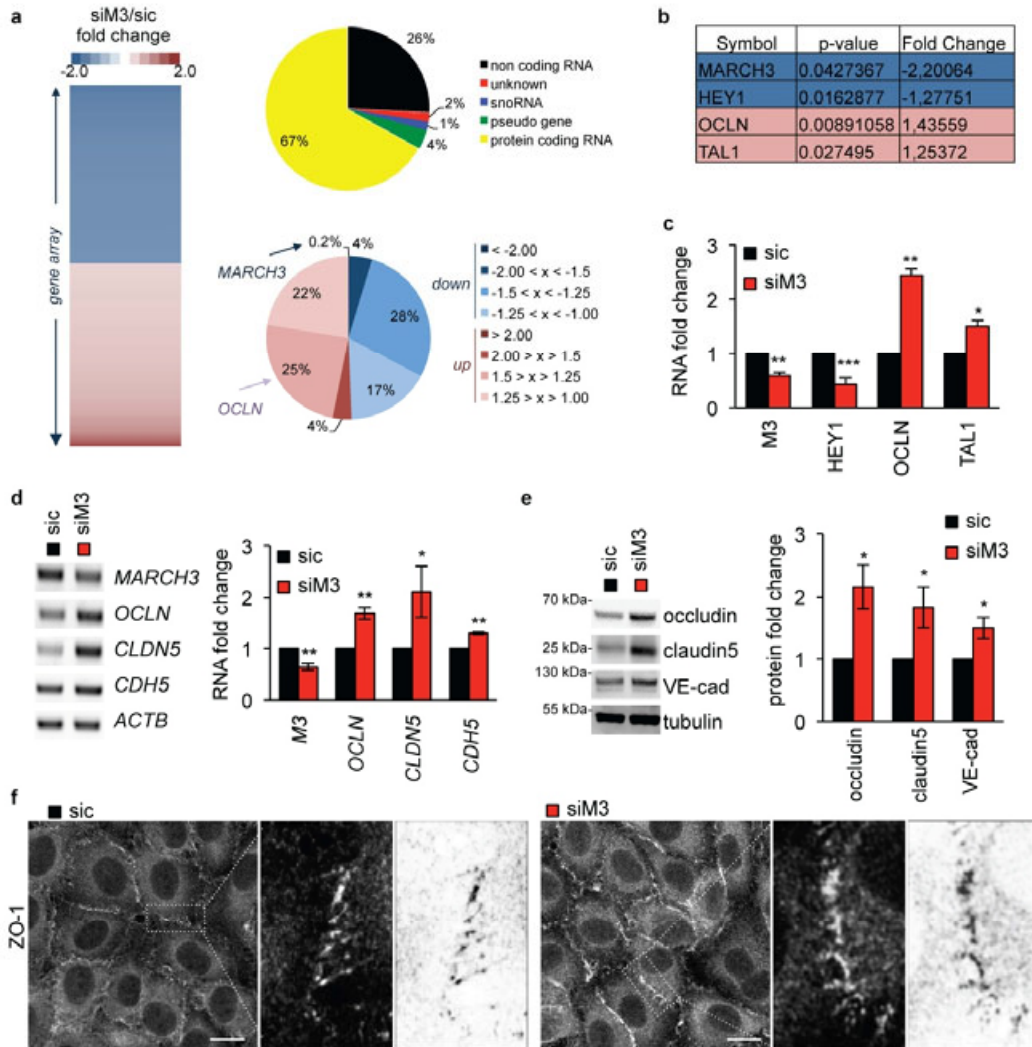 a
siM3/sic
fold change
-2.0 2.0
gene array
26%
2%
1%
4%
67%
non coding RNA
unknown
snoRNA
pseudo gene
protein coding RNA
MARCH3
OCLN
0.2%
4%
28%
17%
4%
25%
22%
down
< -2.00
-2.00 < x < -1.5
-1.5 < x < -1.25
-1.25 < x < -1.00
up
> 2.00
2.00 > x > 1.5
1.5 > x > 1.25
1.25 > x > 1.00
b
Symbol p-value Fold Change
MARCH3 0.0427367 -2,20064
HEY1 0.0162877 -1,27751
OCLN 0.00891058 1,43559
TAL1 0.027495 1,25372
c
RNA fold change
3
2
1
0
sic
siM3
** *** ** *
M3 HEY1 OCLN TAL1
d
sic siM3
MARCH3
OCLN
CLDN5
CDH5
ACTB
RNA fold change
3
2
1
0
sic
siM3
** ** * **
M3 OCLN CLDN5 CDH5
e
sic siM3
70 kDa-
occludin
25 kDa-
claudin5
130 kDa-
VE-cad
55 kDa-
tubulin
protein fold change
3
2
1
0
sic
siM3
* * *
occludin claudin5 VE-cad
f
sic
siM3
ZO-1